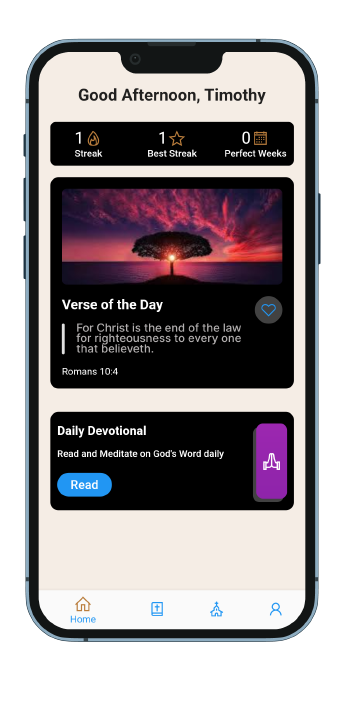 Good Afternoon, Timothy
1 1 0
Streak Best Streak Perfect Weeks
Verse of the Day
For Christ is the end of the law
for righteousness to every one
that believeth.
Romans 10:4
Daily Devotional
Read and Meditate on God's Word daily
Read
Home